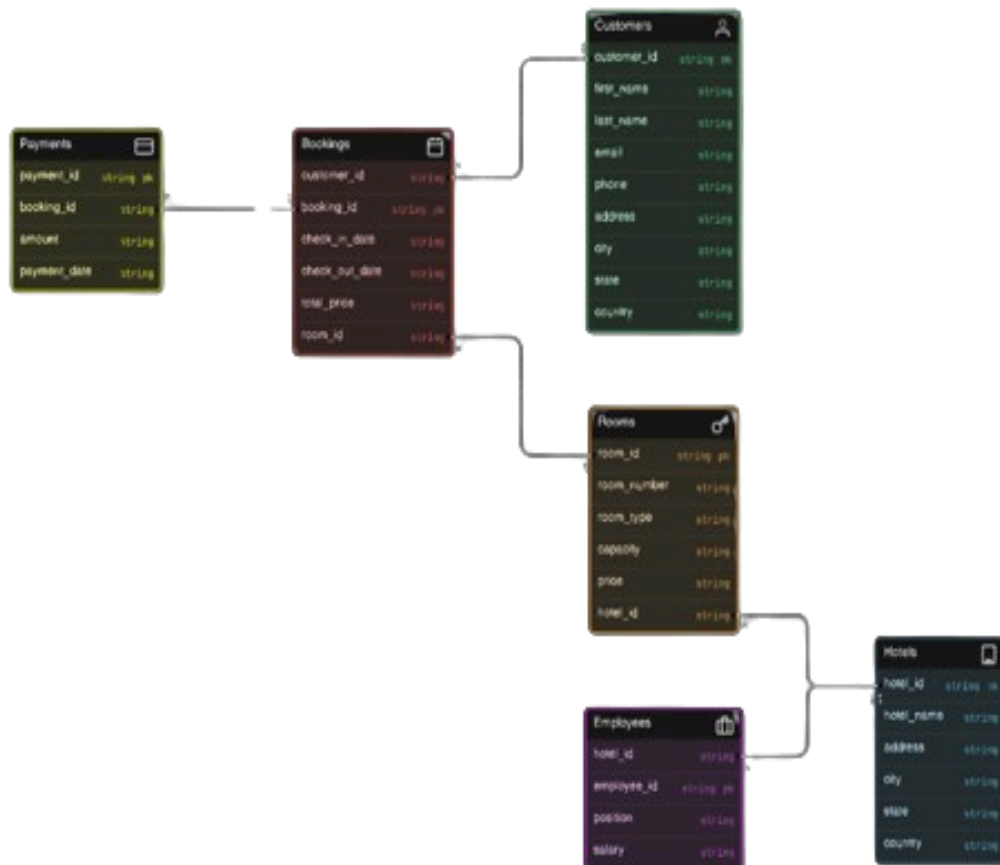 Customers
customer_id string pk
first_name string
last_name string
email string
phone string
address string
city string
state string
country string
Payments
payment_id string pk
booking_id string
amount string
payment_date string
Bookings
customer_id string
booking_id string pk
check_in_date string
check_out_date string
total_price string
room_id string
Rooms
room_id string pk
room_number string
room_type string
capacity string
price string
hotel_id string
Hotels
hotel_id string pk
hotel_name string
address string
city string
state string
country string
Employees
hotel_id string
employee_id string pk
position string
salary string